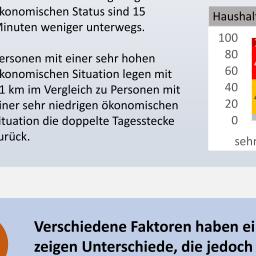 konomischen Status sind 15
Minuten weniger unterwegs.
ersonen mit einer sehr hohen
konomischen Situation legen mit
1 km im Vergleich zu Personen mit
iner sehr niedrigen ökonomischen
ituation die doppelte Tagesstecke
urück.
Haushalt
100
80
60
40
20
0
sehr
Verschiedene Faktoren haben ei
zeigen Unterschiede, die jedoch